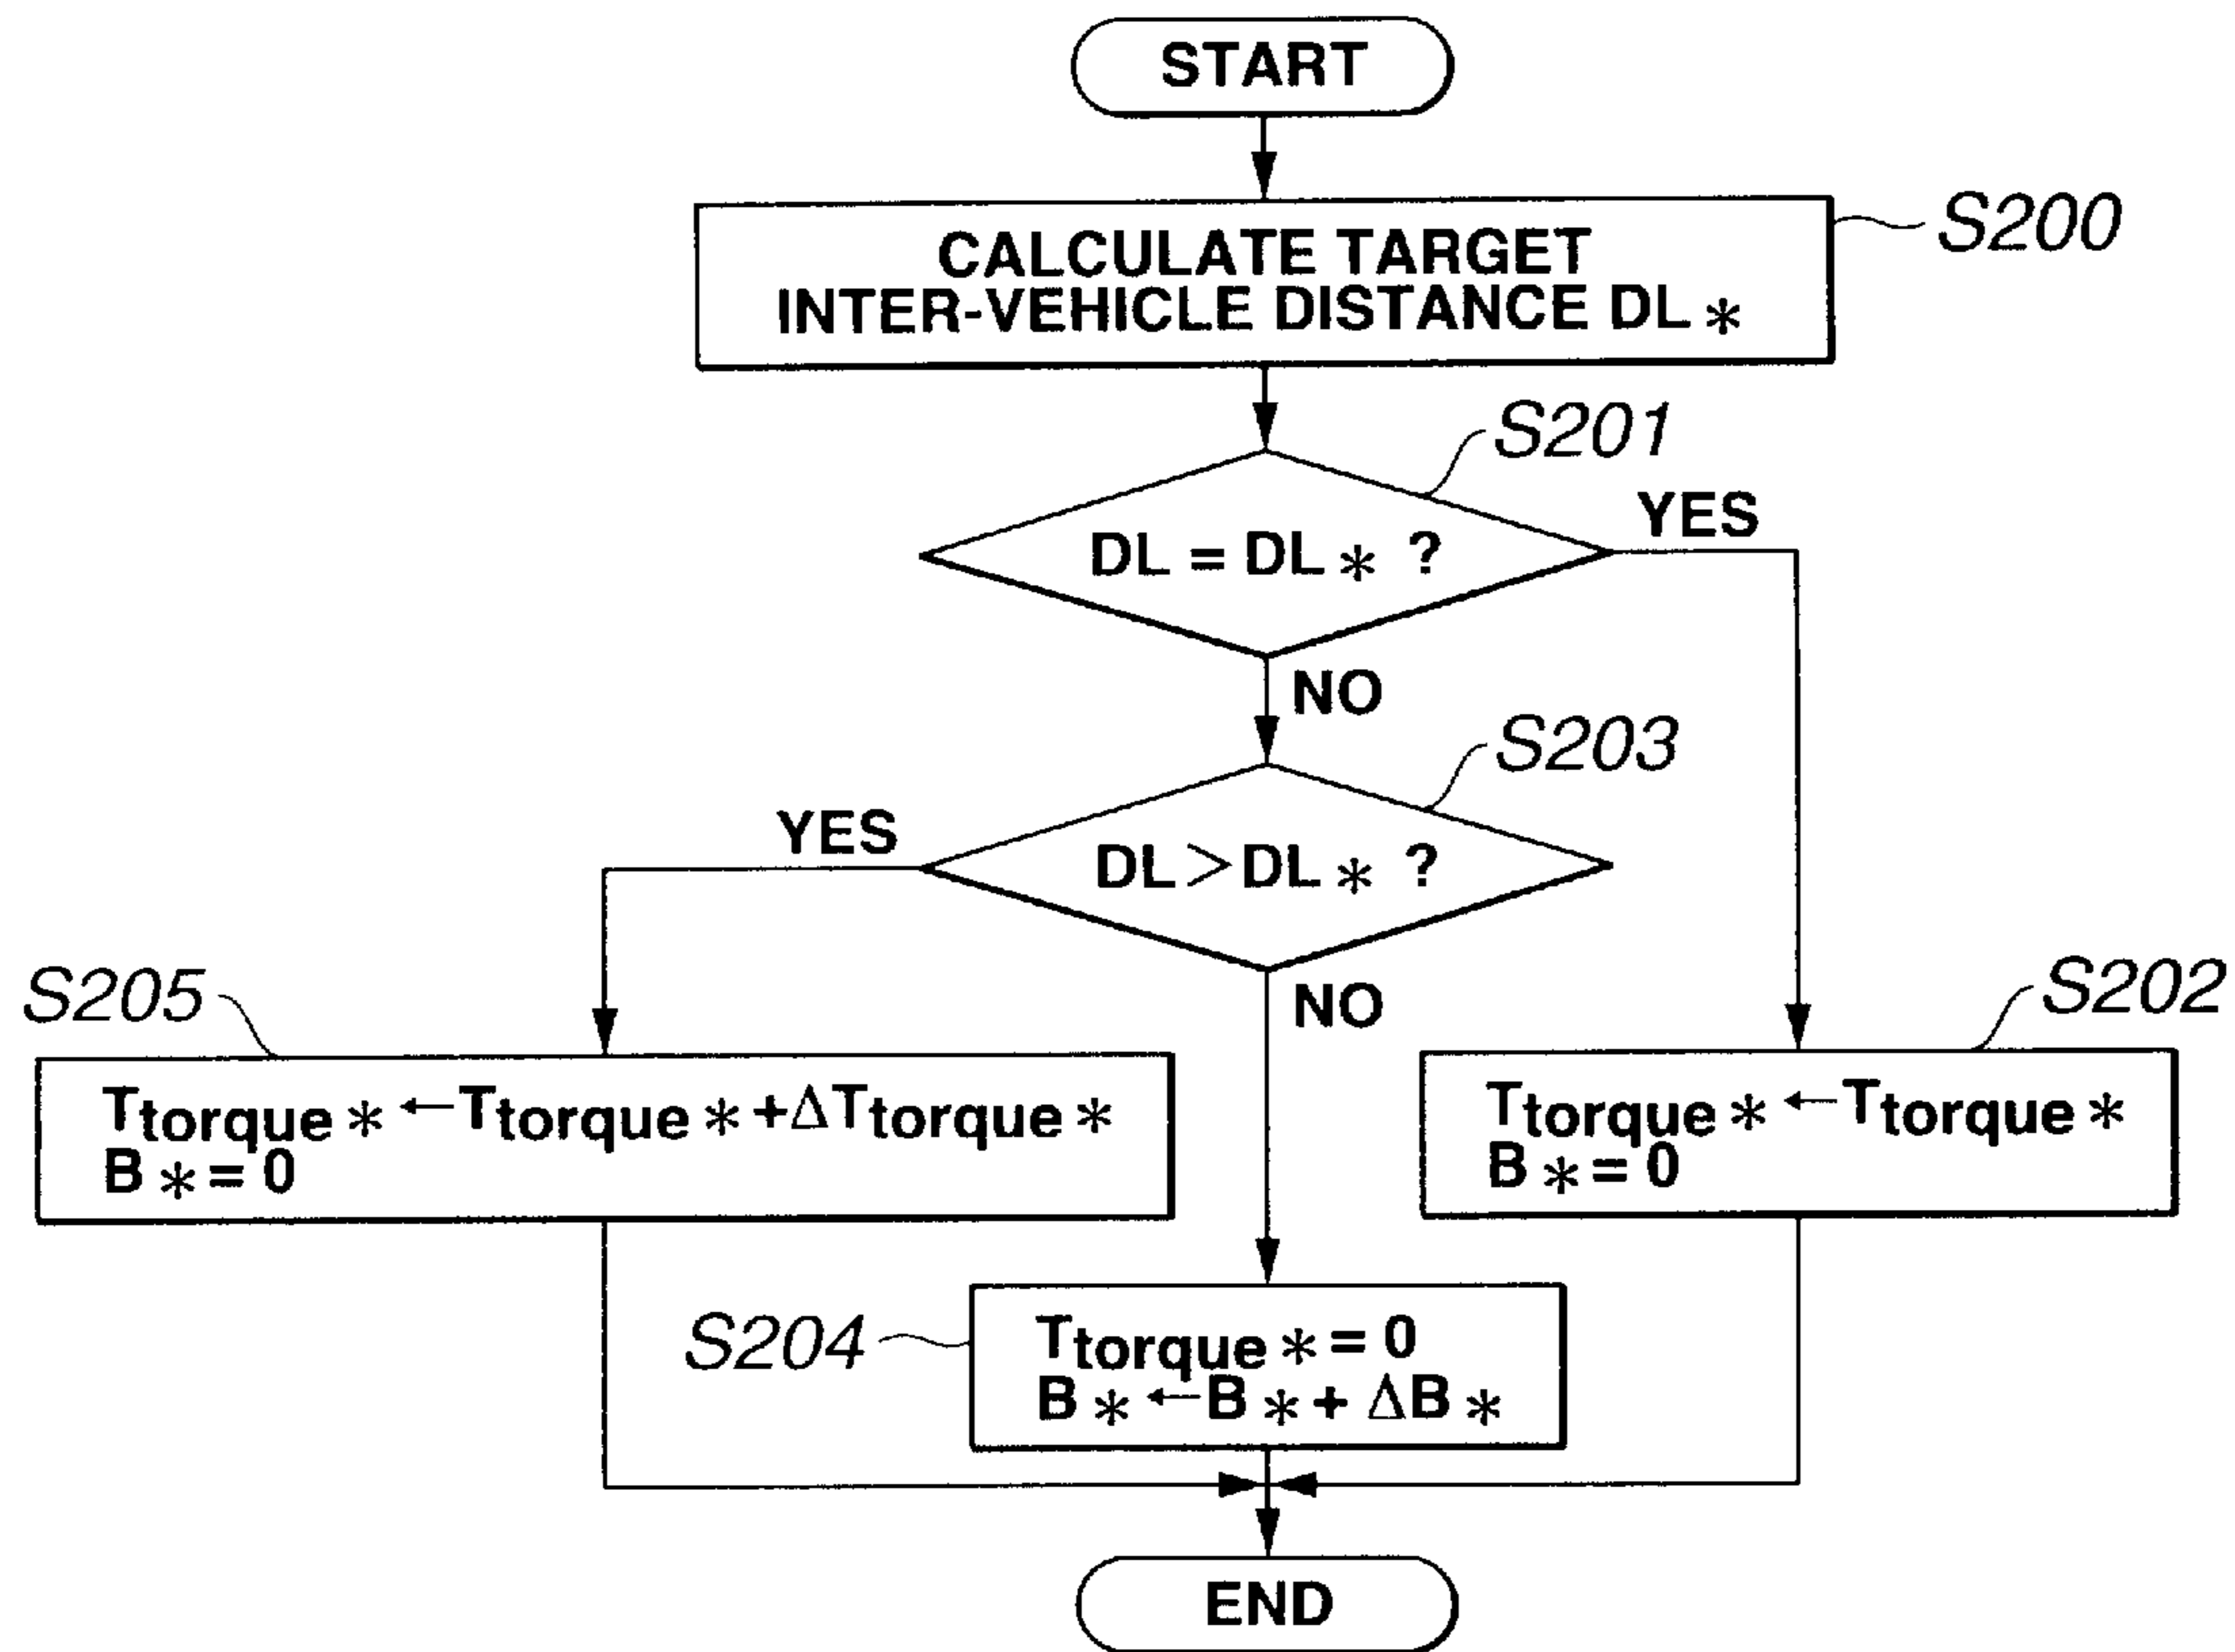 START
CALCULATE TARGET
INTER-VEHICLE DISTANCE DL*
S200
S201
DL = DL* ?
YES
NO
S203
DL > DL* ?
YES
NO
S205
Ttorque* ← Ttorque* + ΔTtorque*
B* = 0
S202
Ttorque* ← Ttorque*
B* = 0
S204
Ttorque* = 0
B* ← B* + ΔB*
END